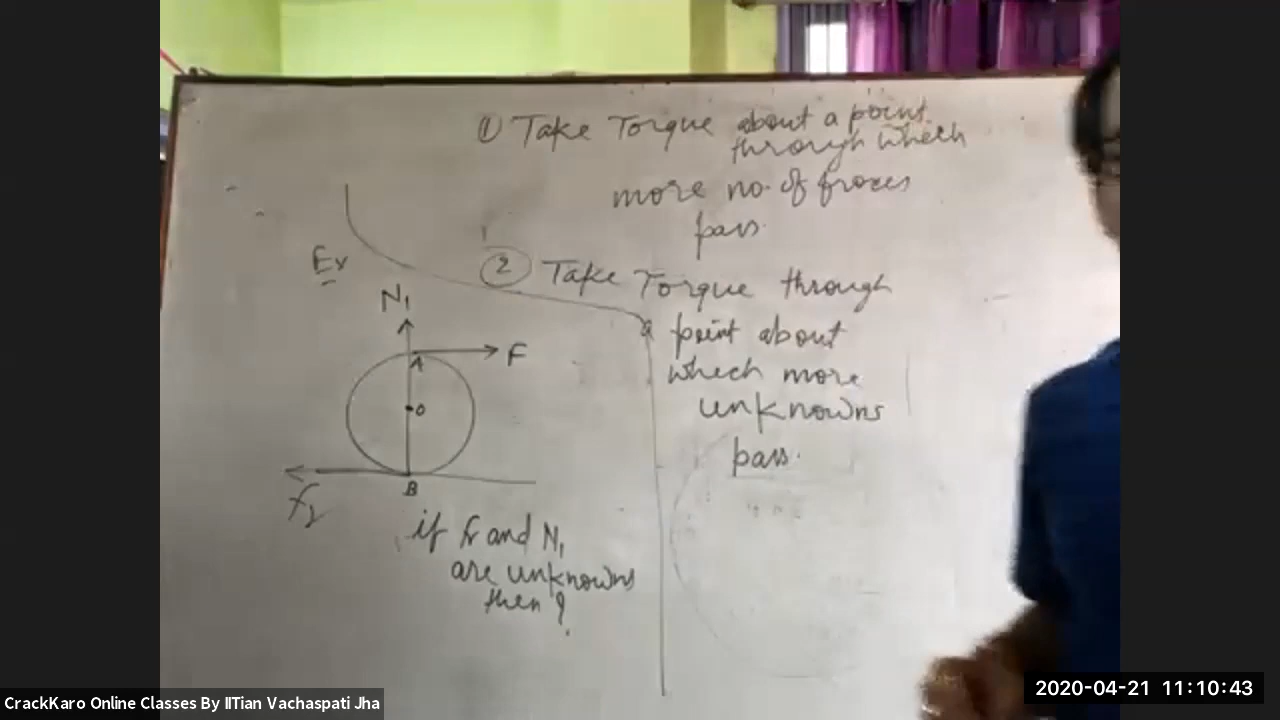 ① Take Torque about a point
through which
more no. of froces
pass.
Ex
② Take Torque through
a point about
which more
unknowns
pass.
N₁
A
F
O
B
fr
if fr and N₁
are unknowns
then ?
CrackKaro Online Classes By IITian Vachaspati Jha
2020-04-21 11:10:43